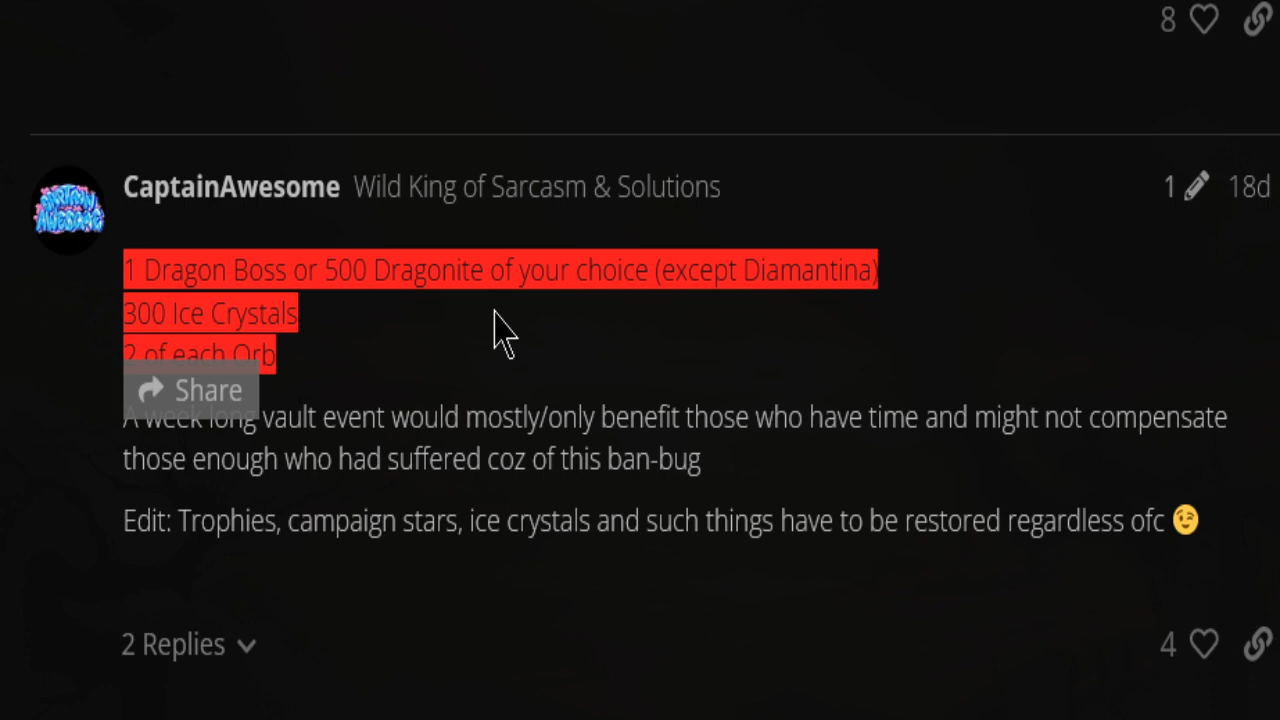 8
CaptainAwesome Wild King of Sarcasm & Solutions 1 18d
1 Dragon Boss or 500 Dragonite of your choice (except Diamantina)
300 Ice Crystals
2 of each Orb
Share
A week long vault event would mostly/only benefit those who have time and might not compensate
those enough who had suffered coz of this ban-bug
Edit: Trophies, campaign stars, ice crystals and such things have to be restored regardless ofc 😉
2 Replies 4